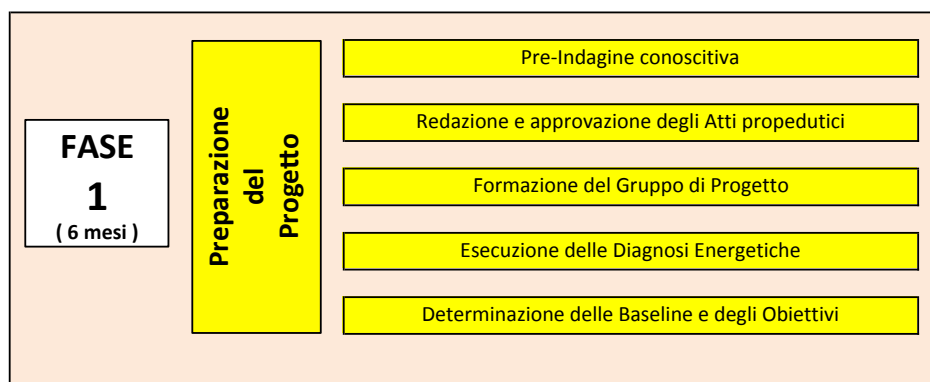 FASE
1
( 6 mesi )
Preparazione
del
Progetto
Pre-Indagine conoscitiva
Redazione e approvazione degli Atti propedutici
Formazione del Gruppo di Progetto
Esecuzione delle Diagnosi Energetiche
Determinazione delle Baseline e degli Obiettivi